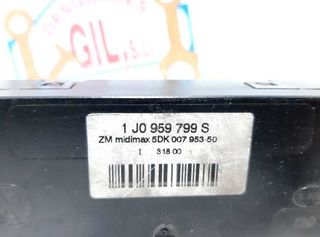 GIL, S.L.
1 J0 959 799 S
ZM midimax 5DK 007 953-50
I 318 00